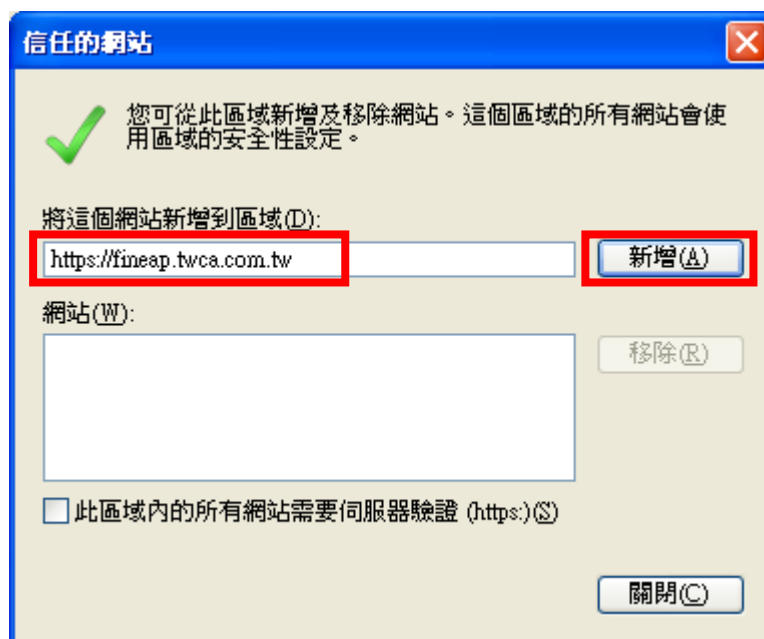 信任的網站
您可從此區域新增及移除網站。這個區域的所有網站會使
用區域的安全性設定。
將這個網站新增到區域(D):
https://fineap.twca.com.tw
新增(A)
網站(W):
移除(R)
此區域內的所有網站需要伺服器驗證 (https:)(S)
關閉(C)